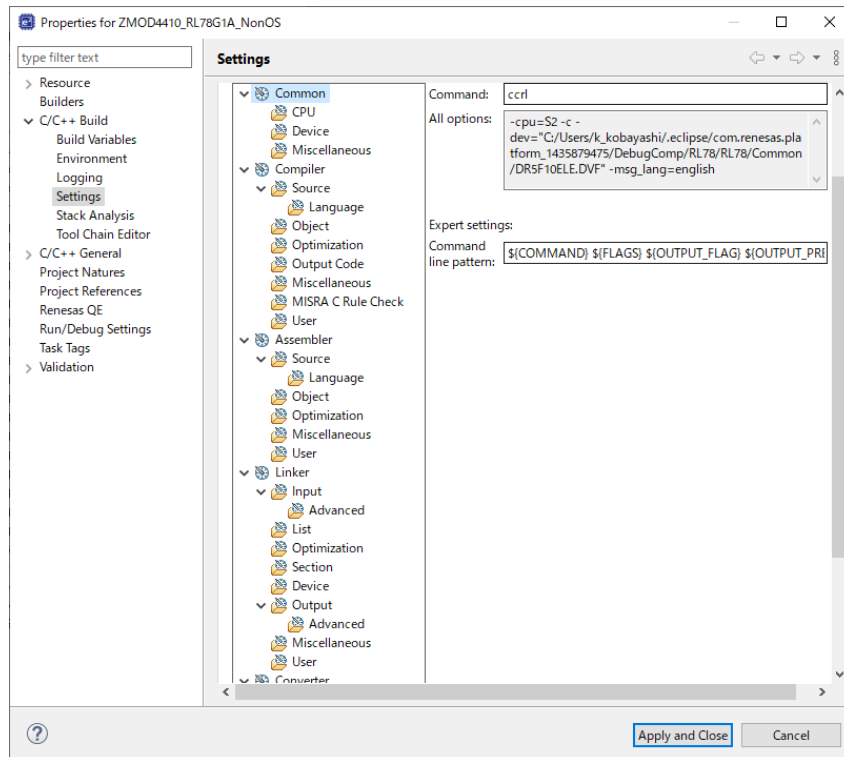 Properties for ZMOD4410_RL78G1A_NonOS
type filter text
Resource
Builders
C/C++ Build
Build Variables
Environment
Logging
Settings
Stack Analysis
Tool Chain Editor
C/C++ General
Project Natures
Project References
Renesas QE
Run/Debug Settings
Task Tags
Validation
Settings
Common
CPU
Device
Miscellaneous
Compiler
Source
Language
Object
Optimization
Output Code
Miscellaneous
MISRA C Rule Check
User
Assembler
Source
Language
Object
Optimization
Miscellaneous
User
Linker
Input
Advanced
List
Optimization
Section
Device
Output
Advanced
Miscellaneous
User
Converter
Command:
ccrl
All options:
-cpu=S2 -c -
dev="C:/Users/k_kobayashi/.eclipse/com.renesas.pla
tform_1435879475/DebugComp/RL78/RL78/Common
/DR5F10ELE.DVF" -msg_lang=english
Expert settings:
Command
line pattern:
${COMMAND} ${FLAGS} ${OUTPUT_FLAG} ${OUTPUT_PRE
Apply and Close
Cancel